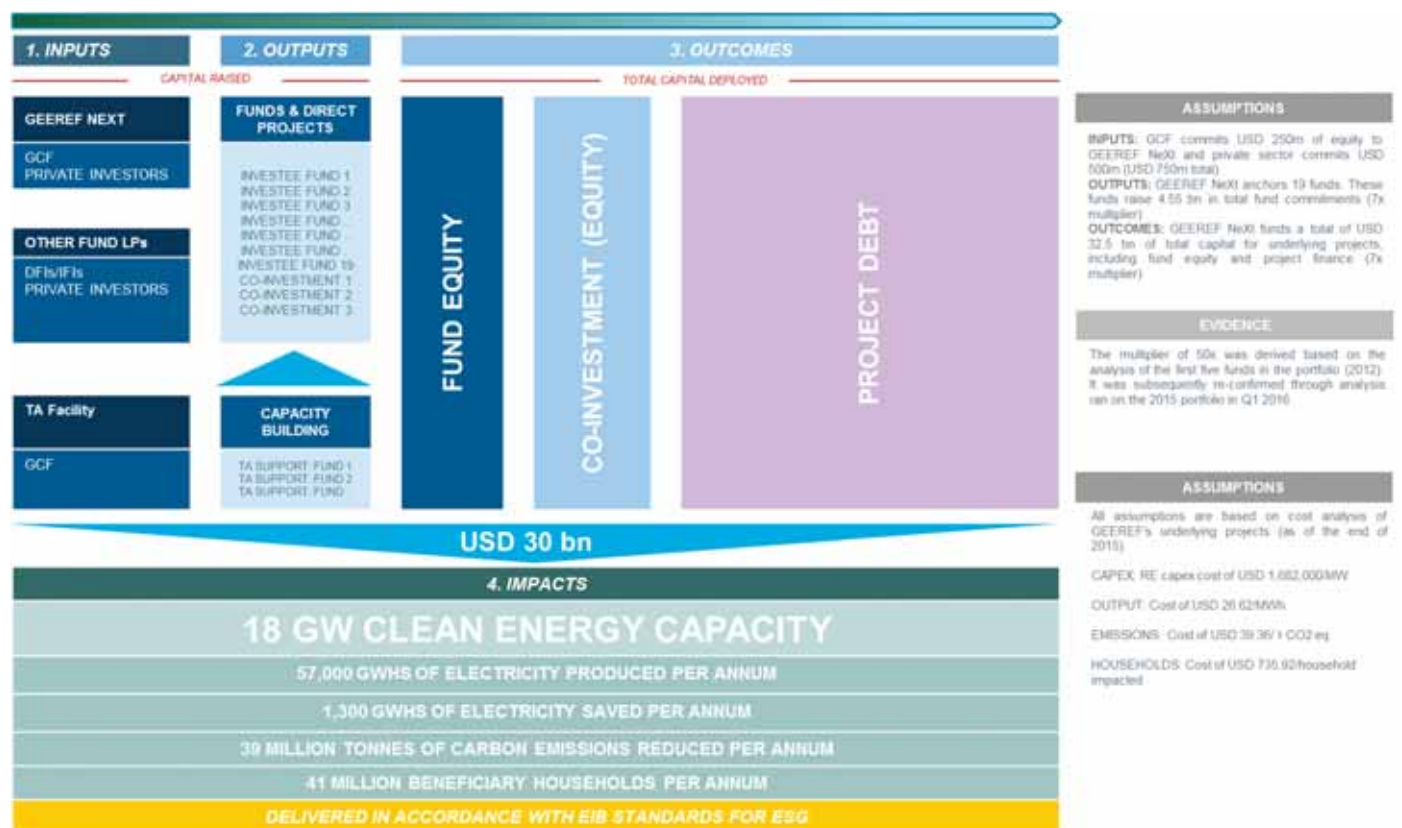 1. INPUTS
2. OUTPUTS
3. OUTCOMES
CAPITAL RAISED
TOTAL CAPITAL DEPLOYED
GEEREF NEXT
GCF
PRIVATE INVESTORS
OTHER FUND LPs
DFIs/IFIs
PRIVATE INVESTORS
TA Facility
GCF
FUNDS & DIRECT
PROJECTS
INVESTEE FUND 1
INVESTEE FUND 2
INVESTEE FUND 3
INVESTEE FUND
INVESTEE FUND
INVESTEE FUND
INVESTEE FUND 19
CO-INVESTMENT 1
CO-INVESTMENT 2
CO-INVESTMENT 3
CAPACITY
BUILDING
TA SUPPORT FUND 1
TA SUPPORT FUND 2
TA SUPPORT FUND
FUND EQUITY
CO-INVESTMENT (EQUITY)
PROJECT DEBT
USD 30 bn
4. IMPACTS
18 GW CLEAN ENERGY CAPACITY
57,000 GWHS OF ELECTRICITY PRODUCED PER ANNUM
1,300 GWHS OF ELECTRICITY SAVED PER ANNUM
39 MILLION TONNES OF CARBON EMISSIONS REDUCED PER ANNUM
41 MILLION BENEFICIARY HOUSEHOLDS PER ANNUM
DELIVERED IN ACCORDANCE WITH EIB STANDARDS FOR ESG
ASSUMPTIONS
INPUTS: GCF commits USD 250m of equity to
GEEREF NeXt and private sector commits USD
500m (USD 750m total)
OUTPUTS: GEEREF NeXt anchors 19 funds. These
funds raise 4.55 bn in total fund commitments (7x
multiplier)
OUTCOMES: GEEREF NeXt funds a total of USD
32.5 bn of total capital for underlying projects,
including fund equity and project finance (7x
multiplier)
EVIDENCE
The multiplier of 50x was derived based on the
analysis of the first five funds in the portfolio (2012).
It was subsequently re-confirmed through analysis
ran on the 2015 portfolio in Q1 2016
ASSUMPTIONS
All assumptions are based on cost analysis of
GEEREF's underlying projects (as of the end of
2015)
CAPEX: RE capex cost of USD 1,682,000/MW
OUTPUT: Cost of USD 26.62/MWh
EMISSIONS: Cost of USD 39.36/ t CO2 eq
HOUSEHOLDS: Cost of USD 735.92/household
impacted